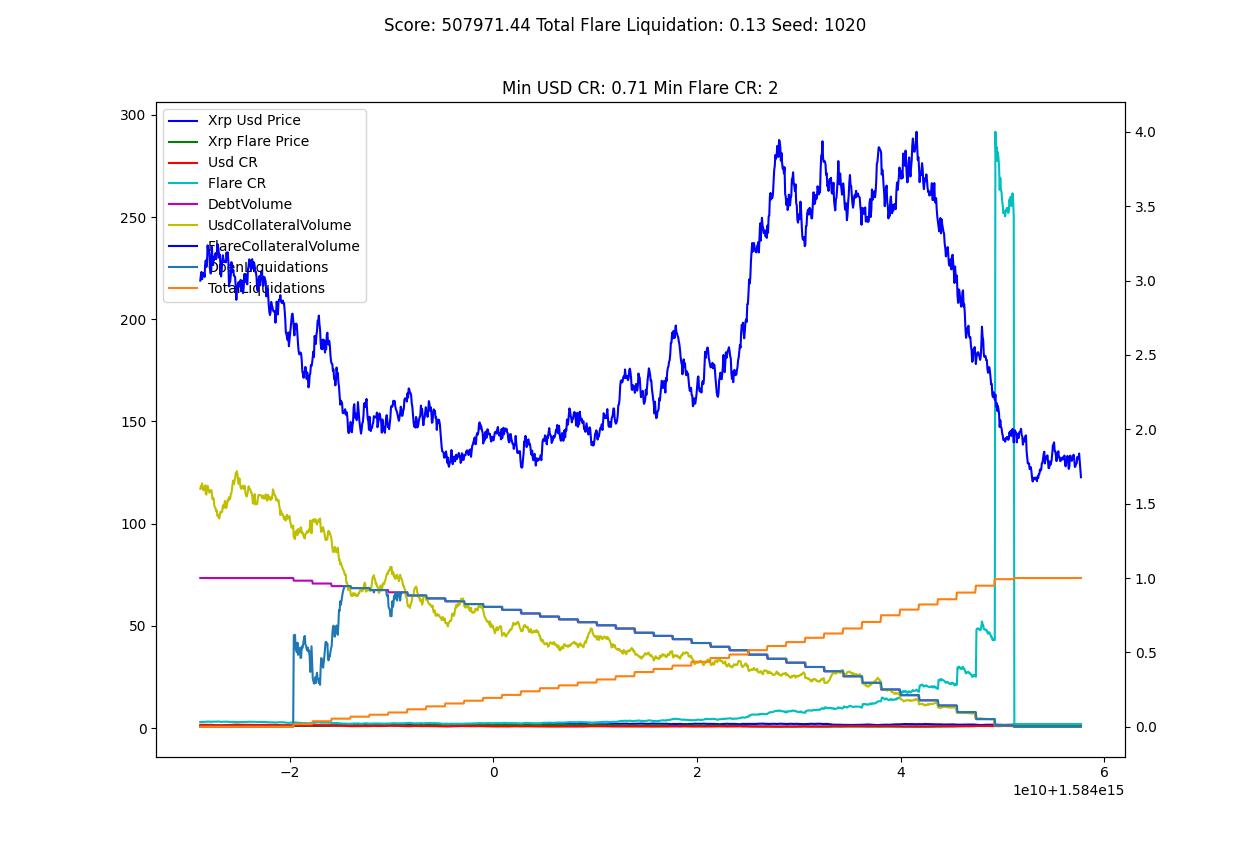 Score: 507971.44 Total Flare Liquidation: 0.13 Seed: 1020
Min USD CR: 0.71 Min Flare CR: 2
300
250
200
150
100
50
0
Xrp Usd Price
Xrp Flare Price
Usd CR
Flare CR
DebtVolume
UsdCollateralVolume
FlareCollateralVolume
OpenLiquidations
TotalLiquidations
4.0
3.5
3.0
2.5
2.0
1.5
1.0
0.5
0.0
−2 0 2 4 6
1e10+1.584e15